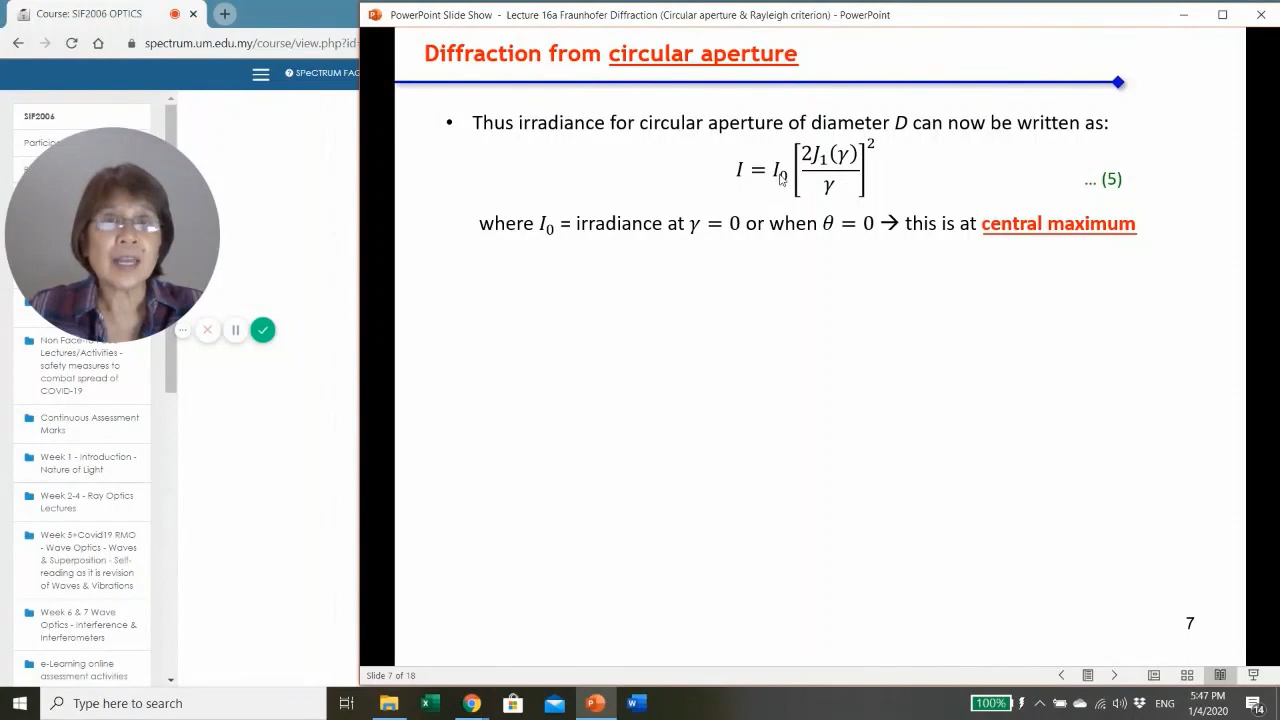 Course: SIF2006 OPTICS
spectrum.um.edu.my/course/view.php?id=
SPeCTRUM FAQ
SIF2006
Particip
Non Face-to-
Lectures/Activities -
safety measures to
combat spread of
COVID-19
Continuous Assessment
Marks
Week 1 - Introduction -
Nature of Light
Week 2-4 - Ray Optics
Lectures
Week 5+Covid19 RMO
- Wave Optics - Waves
& Superposition - Self-
reading as it is revision
of Waves & Vibrations
Week 6 & 7 Wave
Optics - Interference &
Interferometers
e-Learning online
assessment activities
PowerPoint Slide Show - Lecture 16a Fraunhofer Diffraction (Circular aperture & Rayleigh criterion) - PowerPoint
Diffraction from circular aperture
• Thus irradiance for circular aperture of diameter D can now be written as:
I = I₀ [2J₁(γ)/γ]² ... (5)
where I₀ = irradiance at γ = 0 or when θ = 0 → this is at central maximum
7
Slide 7 of 18
Type here to search
100%
ENG
5:47 PM
1/4/2020
14